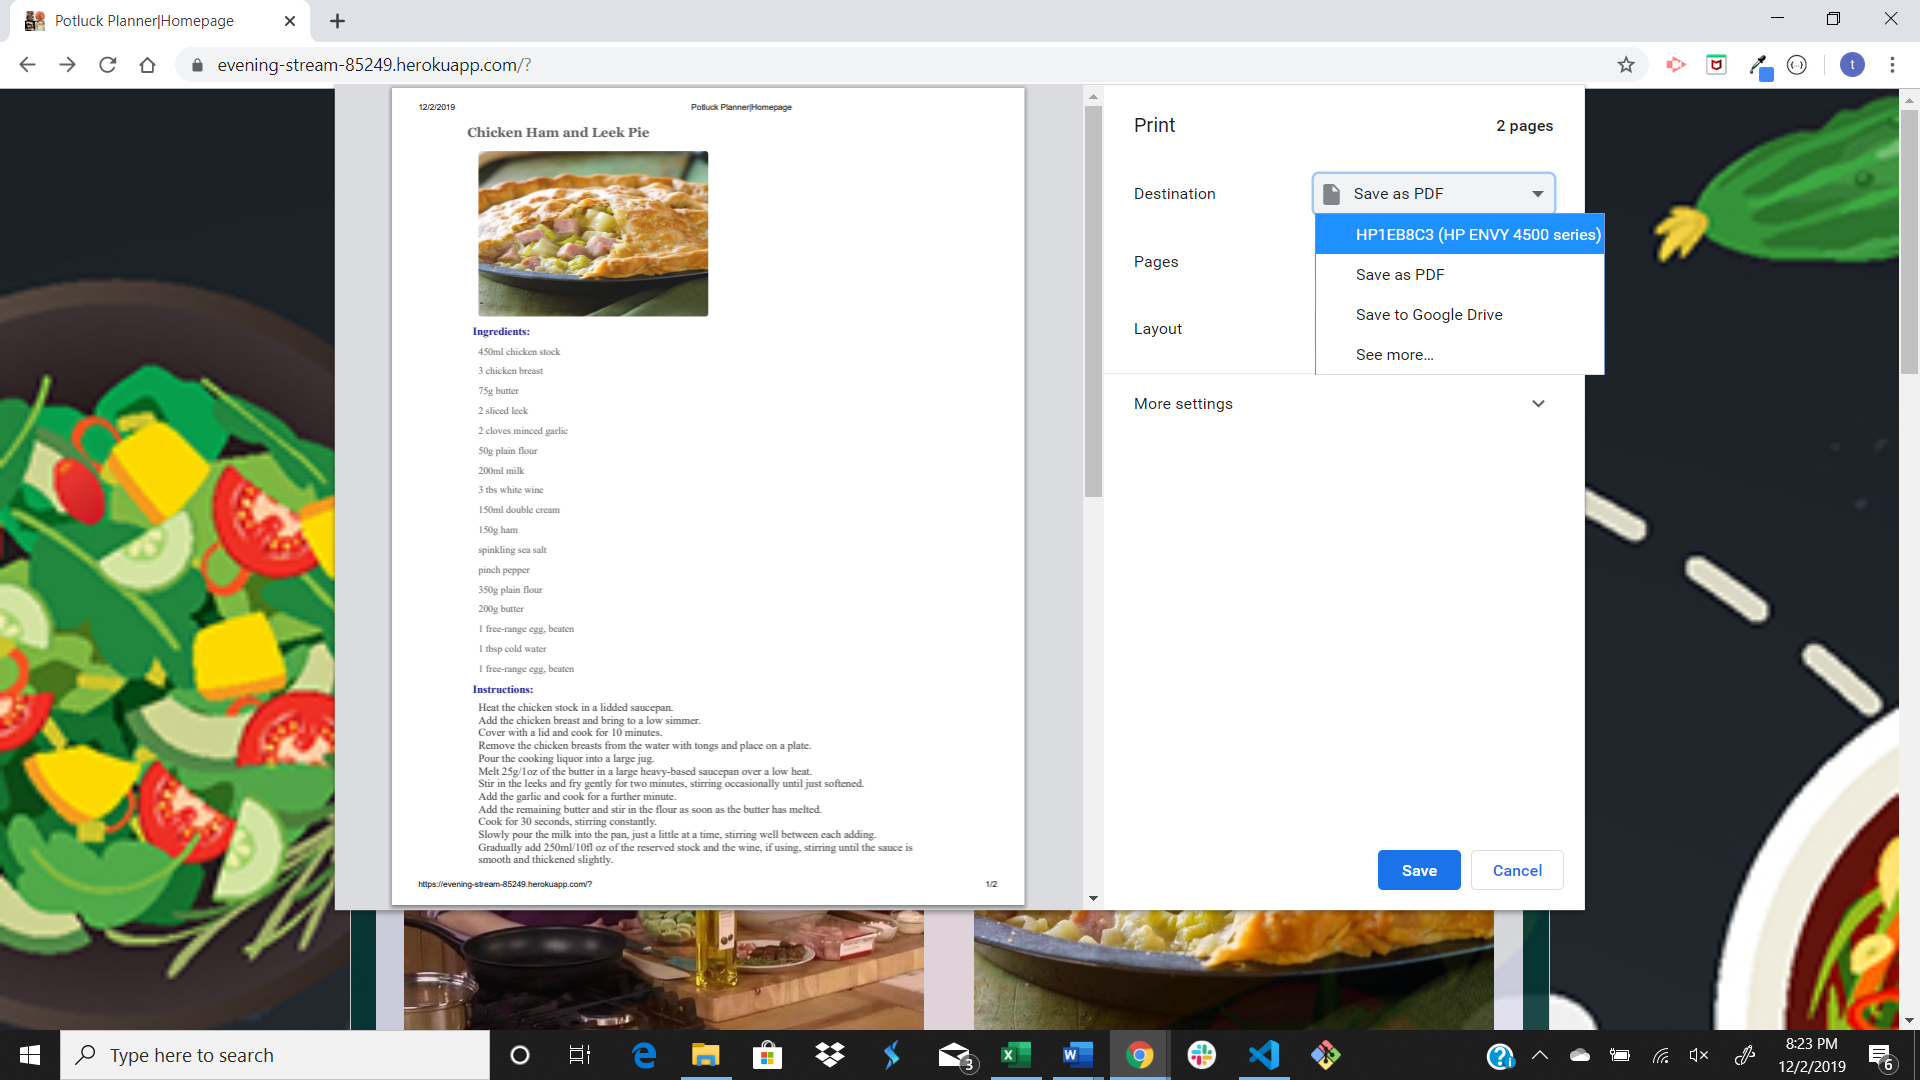 Potluck Planner|Homepage
evening-stream-85249.herokuapp.com/?
t
12/2/2019
Potluck Planner|Homepage
Chicken Ham and Leek Pie
Ingredients:
450ml chicken stock
3 chicken breast
75g butter
2 sliced leek
2 cloves minced garlic
50g plain flour
200ml milk
3 tbs white wine
150ml double cream
150g ham
spinkling sea salt
pinch pepper
350g plain flour
200g butter
1 free-range egg, beaten
1 tbsp cold water
1 free-range egg, beaten
Instructions:
Heat the chicken stock in a lidded saucepan.
Add the chicken breast and bring to a low simmer.
Cover with a lid and cook for 10 minutes.
Remove the chicken breasts from the water with tongs and place on a plate.
Pour the cooking liquor into a large jug.
Melt 25g/1oz of the butter in a large heavy-based saucepan over a low heat.
Stir in the leeks and fry gently for two minutes, stirring occasionally until just softened.
Add the garlic and cook for a further minute.
Add the remaining butter and stir in the flour as soon as the butter has melted.
Cook for 30 seconds, stirring constantly.
Slowly pour the milk into the pan, just a little at a time, stirring well between each adding.
Gradually add 250ml/10fl oz of the reserved stock and the wine, if using, stirring until the sauce is
smooth and thickened slightly.
https://evening-stream-85249.herokuapp.com/?
1/2
Print
2 pages
Destination
Save as PDF
HP1EB8C3 (HP ENVY 4500 series)
Save as PDF
Save to Google Drive
See more...
Pages
Layout
More settings
Save
Cancel
Type here to search
3
8:23 PM
12/2/2019
6